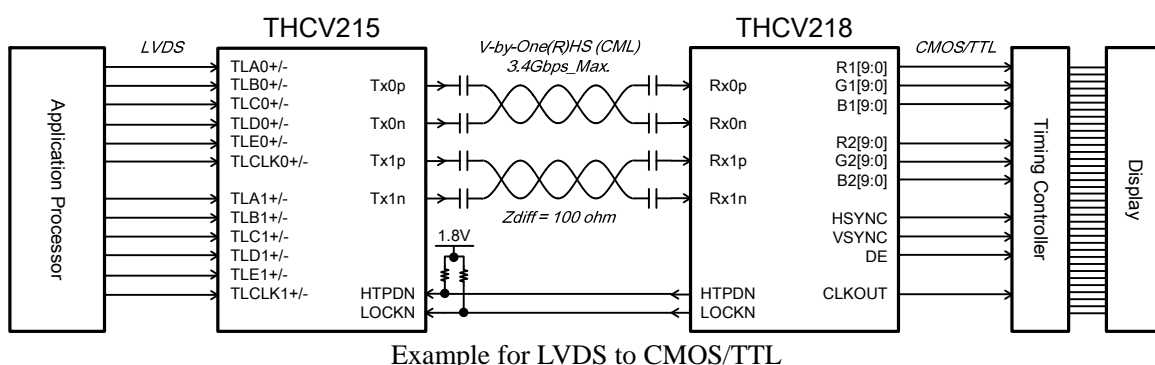 THCV215
THCV218
LVDS
V-by-One(R)HS (CML)
3.4Gbps_Max.
CMOS/TTL
Application Processor
TLA0+/-
TLB0+/-
TLC0+/-
TLD0+/-
TLE0+/-
TLCLK0+/-
TLA1+/-
TLB1+/-
TLC1+/-
TLD1+/-
TLE1+/-
TLCLK1+/-
Tx0p
Tx0n
Tx1p
Tx1n
HTPDN
LOCKN
Zdiff = 100 ohm
1.8V
Rx0p
Rx0n
Rx1p
Rx1n
HTPDN
LOCKN
R1[9:0]
G1[9:0]
B1[9:0]
R2[9:0]
G2[9:0]
B2[9:0]
HSYNC
VSYNC
DE
CLKOUT
Timing Controller
Display
Example for LVDS to CMOS/TTL